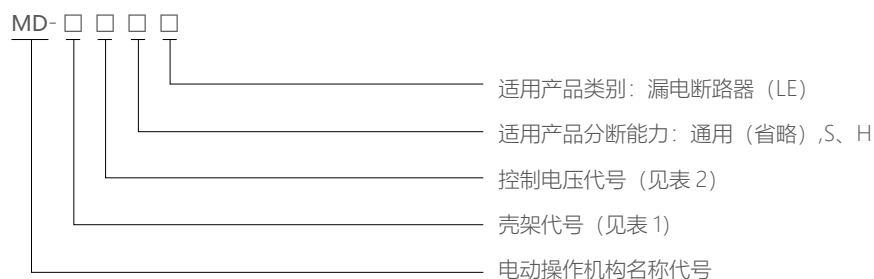 MD-□ □ □ □
适用产品类别：漏电断路器（LE）
适用产品分断能力：通用（省略）,S、H
控制电压代号（见表 2）
壳架代号（见表 1）
电动操作机构名称代号